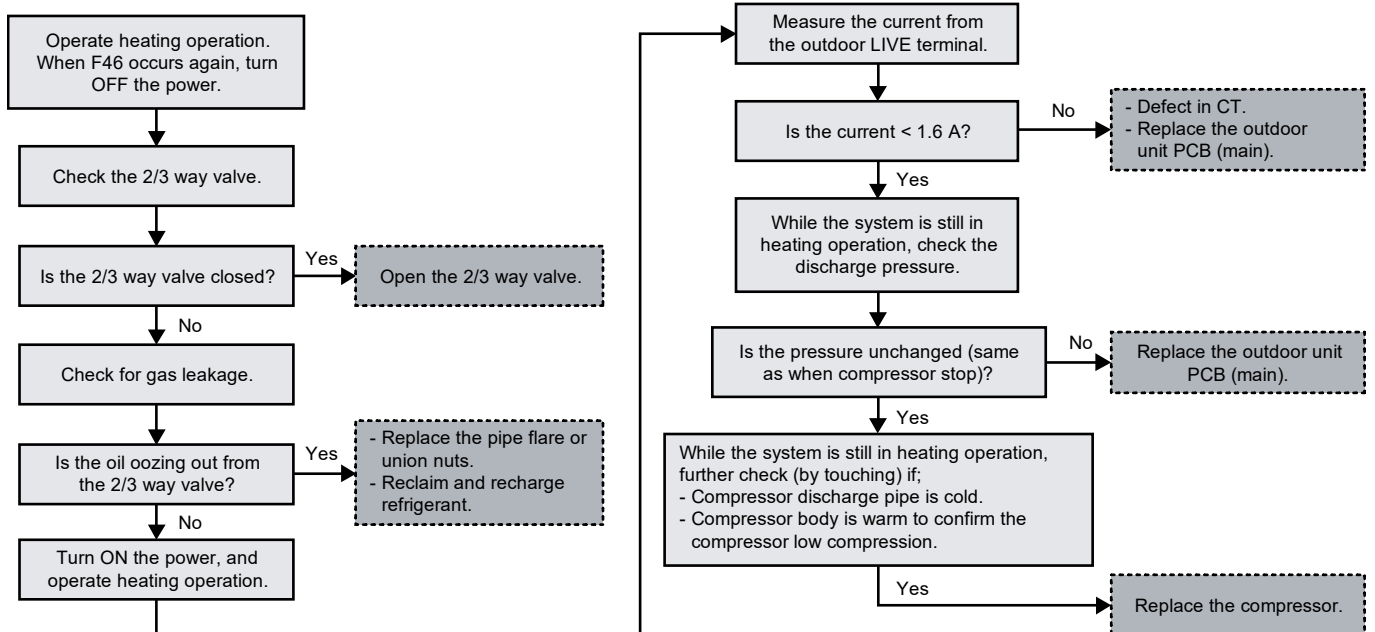 Operate heating operation.
When F46 occurs again, turn
OFF the power.
Check the 2/3 way valve.
Is the 2/3 way valve closed?
Yes
Open the 2/3 way valve.
No
Check for gas leakage.
Is the oil oozing out from
the 2/3 way valve?
Yes
- Replace the pipe flare or
union nuts.
- Reclaim and recharge
refrigerant.
No
Turn ON the power, and
operate heating operation.
Measure the current from
the outdoor LIVE terminal.
Is the current < 1.6 A?
No
- Defect in CT.
- Replace the outdoor
unit PCB (main).
Yes
While the system is still in
heating operation, check the
discharge pressure.
Is the pressure unchanged (same
as when compressor stop)?
No
Replace the outdoor unit
PCB (main).
Yes
While the system is still in heating operation,
further check (by touching) if;
- Compressor discharge pipe is cold.
- Compressor body is warm to confirm the
compressor low compression.
Yes
Replace the compressor.